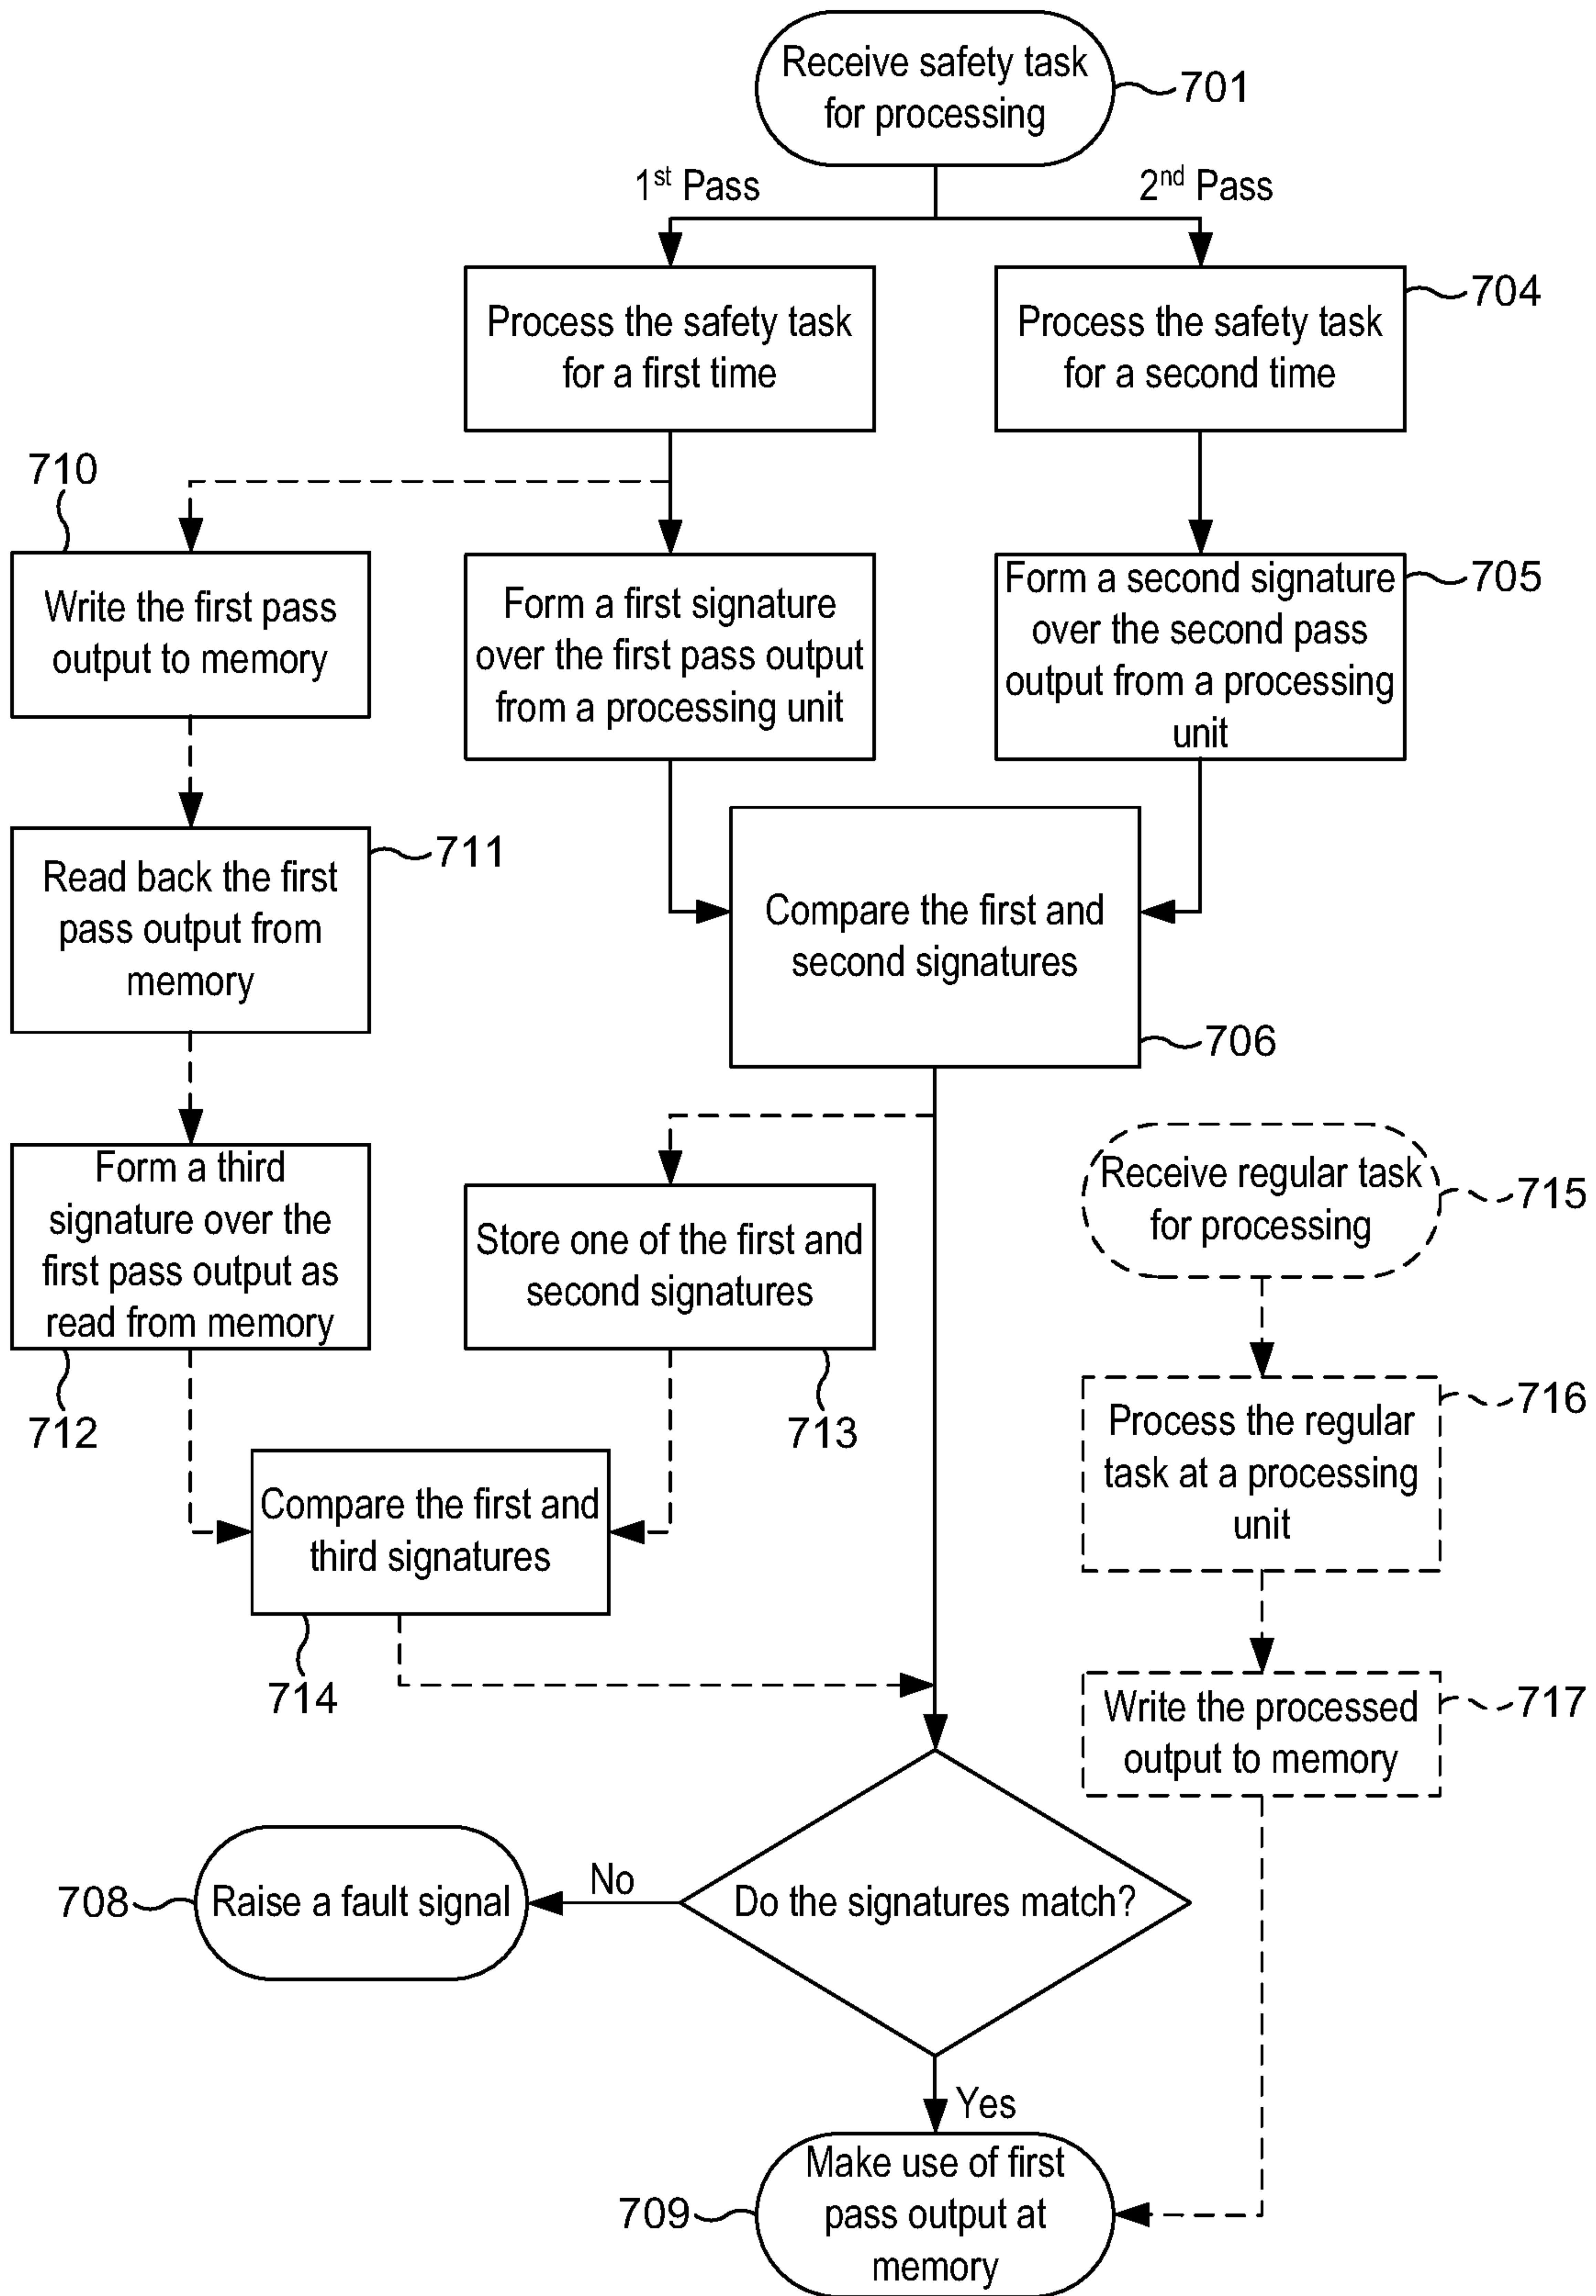 Receive safety task
for processing
701
1st Pass
2nd Pass
Process the safety task
for a first time
Process the safety task
for a second time
704
710
Write the first pass
output to memory
Form a first signature
over the first pass output
from a processing unit
Form a second signature
over the second pass
output from a processing
unit
705
Read back the first
pass output from
memory
711
Compare the first and
second signatures
706
Form a third
signature over the
first pass output as
read from memory
712
Store one of the first and
second signatures
713
Receive regular task
for processing
715
Process the regular
task at a processing
unit
716
Compare the first and
third signatures
714
Write the processed
output to memory
717
Do the signatures match?
No
Raise a fault signal
708
Yes
Make use of first
pass output at
memory
709